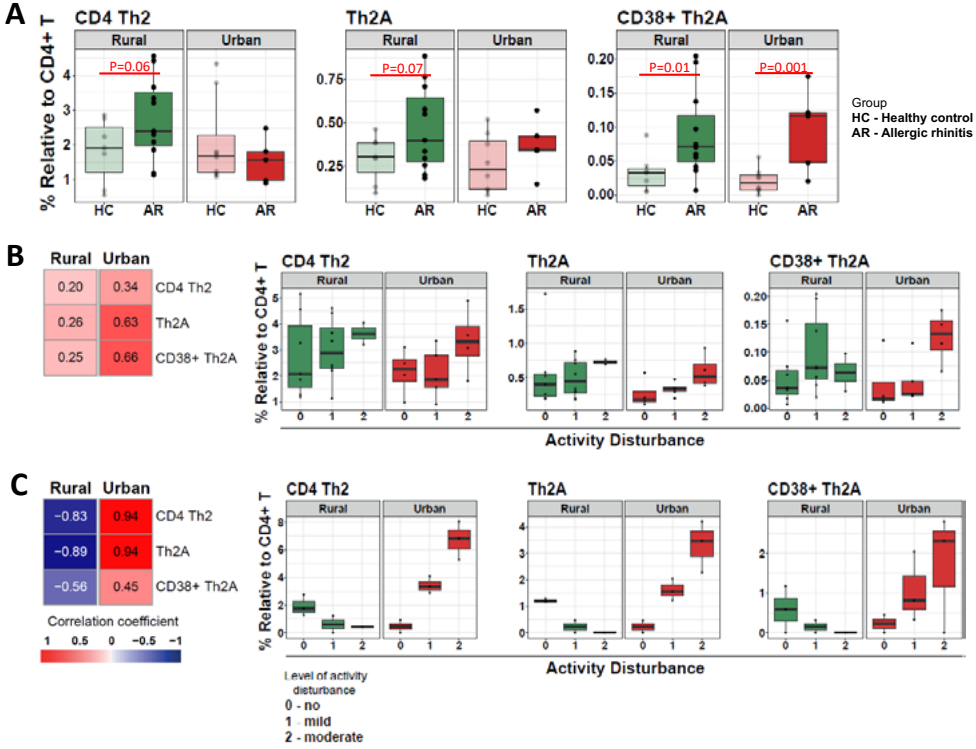 A
CD4 Th2
Th2A
CD38+ Th2A
Rural Urban
Rural Urban
Rural Urban
P=0.06
P=0.07
P=0.01
P=0.001
% Relative to CD4+ T
4
3
2
1
0.75
0.50
0.25
0.20
0.15
0.10
0.05
0.00
HC AR HC AR
HC AR HC AR
HC AR HC AR
Group
HC - Healthy control
AR - Allergic rhinitis
B
Rural Urban
0.20 0.34 CD4 Th2
0.26 0.63 Th2A
0.25 0.66 CD38+ Th2A
CD4 Th2
Th2A
CD38+ Th2A
Rural Urban
Rural Urban
Rural Urban
% Relative to CD4+ T
5
4
3
2
1
1.5
1.0
0.5
0.20
0.15
0.10
0.05
0.00
0 1 2 0 1 2
0 1 2 0 1 2
0 1 2 0 1 2
Activity Disturbance
C
Rural Urban
−0.83 0.94 CD4 Th2
−0.89 0.94 Th2A
−0.56 0.45 CD38+ Th2A
Correlation coefficient
1 0.5 0 −0.5 −1
CD4 Th2
Th2A
CD38+ Th2A
Rural Urban
Rural Urban
Rural Urban
% Relative to CD4+ T
8
6
4
2
0
4
3
2
1
0
2
1
0
0 1 2 0 1 2
0 1 2 0 1 2
0 1 2 0 1 2
Activity Disturbance
Level of activity
disturbance
0 - no
1 - mild
2 - moderate